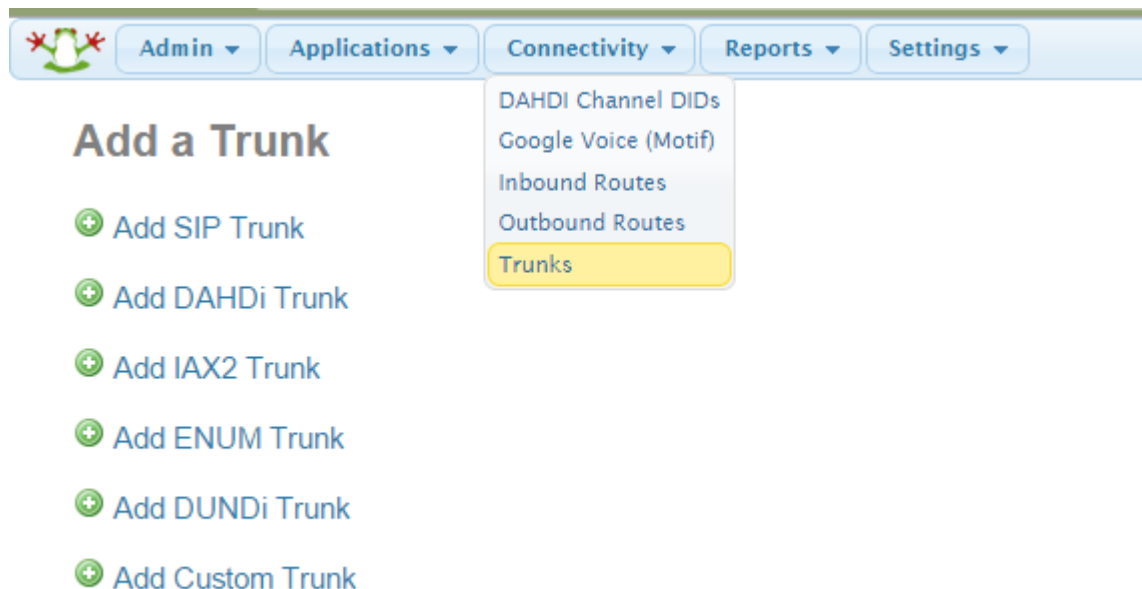 Admin
Applications
Connectivity
Reports
Settings
DAHDI Channel DIDs
Google Voice (Motif)
Inbound Routes
Outbound Routes
Trunks
Add a Trunk
Add SIP Trunk
Add DAHDi Trunk
Add IAX2 Trunk
Add ENUM Trunk
Add DUNDi Trunk
Add Custom Trunk